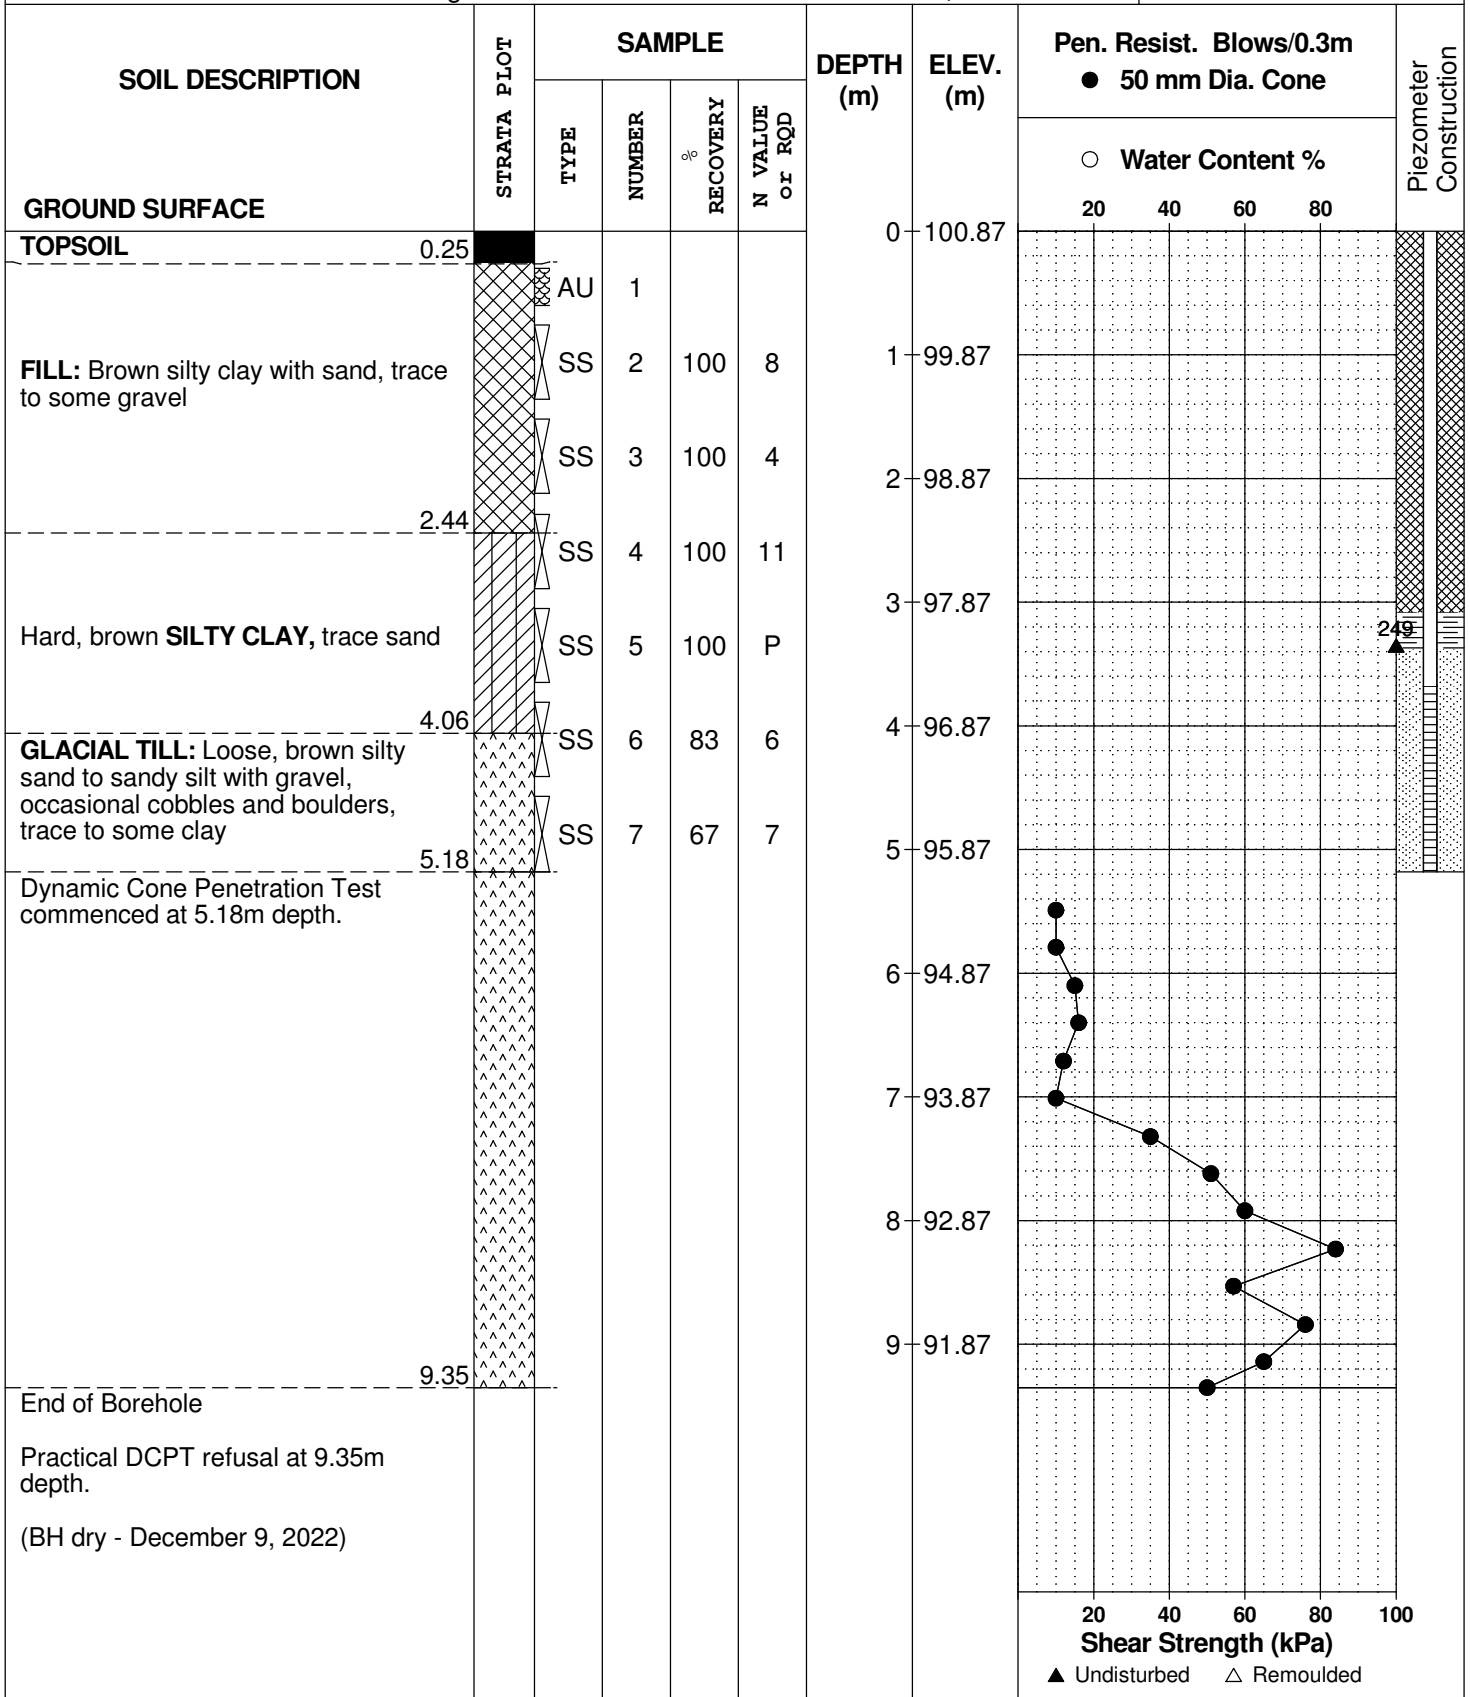 SOIL DESCRIPTION
GROUND SURFACE
STRATA PLOT
SAMPLE
TYPE
NUMBER
%
RECOVERY
N VALUE
or RQD
DEPTH
(m)
ELEV.
(m)
Pen. Resist. Blows/0.3m
● 50 mm Dia. Cone
○ Water Content %
20 40 60 80
Piezometer
Construction
TOPSOIL 0.25
0 100.87
AU 1
FILL: Brown silty clay with sand, trace
to some gravel
SS 2 100 8
1 99.87
SS 3 100 4
2 98.87
2.44
SS 4 100 11
3 97.87
Hard, brown SILTY CLAY, trace sand
SS 5 100 P
249
4.06
4 96.87
SS 6 83 6
GLACIAL TILL: Loose, brown silty
sand to sandy silt with gravel,
occasional cobbles and boulders,
trace to some clay
SS 7 67 7
5 95.87
5.18
Dynamic Cone Penetration Test
commenced at 5.18m depth.
6 94.87
7 93.87
8 92.87
9 91.87
9.35
End of Borehole
Practical DCPT refusal at 9.35m
depth.
(BH dry - December 9, 2022)
20 40 60 80 100
Shear Strength (kPa)
▲ Undisturbed △ Remoulded